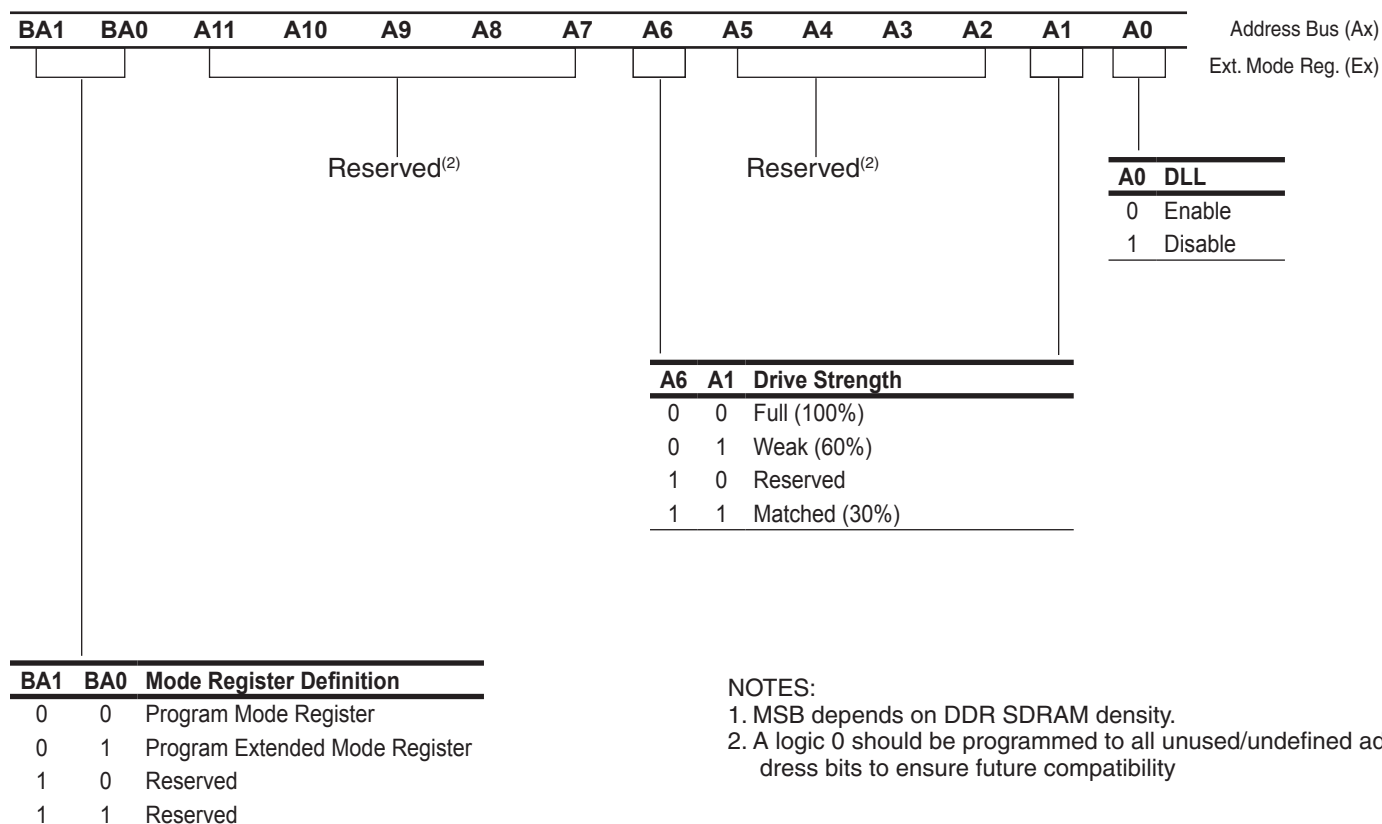 BA1 BA0 A11 A10 A9 A8 A7 A6 A5 A4 A3 A2 A1 A0 Address Bus (Ax)
Ext. Mode Reg. (Ex)
Reserved(2) Reserved(2)
A0 DLL
0 Enable
1 Disable
A6 A1 Drive Strength
0 0 Full (100%)
0 1 Weak (60%)
1 0 Reserved
1 1 Matched (30%)
BA1 BA0 Mode Register Definition
0 0 Program Mode Register
0 1 Program Extended Mode Register
1 0 Reserved
1 1 Reserved
NOTES:
1. MSB depends on DDR SDRAM density.
2. A logic 0 should be programmed to all unused/undefined ad
dress bits to ensure future compatibility